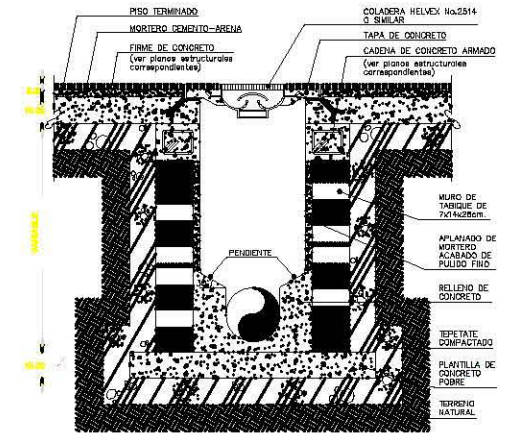 PISO TERMINADO
MORTERO CEMENTO-ARENA
FIRME DE CONCRETO
(ver planos estructurales
correspondientes)
COLADERA HELVEX No.2514
O SIMILAR
TAPA DE CONCRETO
CADENA DE CONCRETO ARMADO
(ver planos estructurales
correspondientes)
MURO DE
TABIQUE DE
7x14x28cm.
PENDIENTE
APLANADO DE
MORTERO
ACABADO DE
PULIDO FINO
RELLENO DE
CONCRETO
TEPETATE
COMPACTADO
PLANTILLA DE
CONCRETO
POBRE
TERRENO
NATURAL